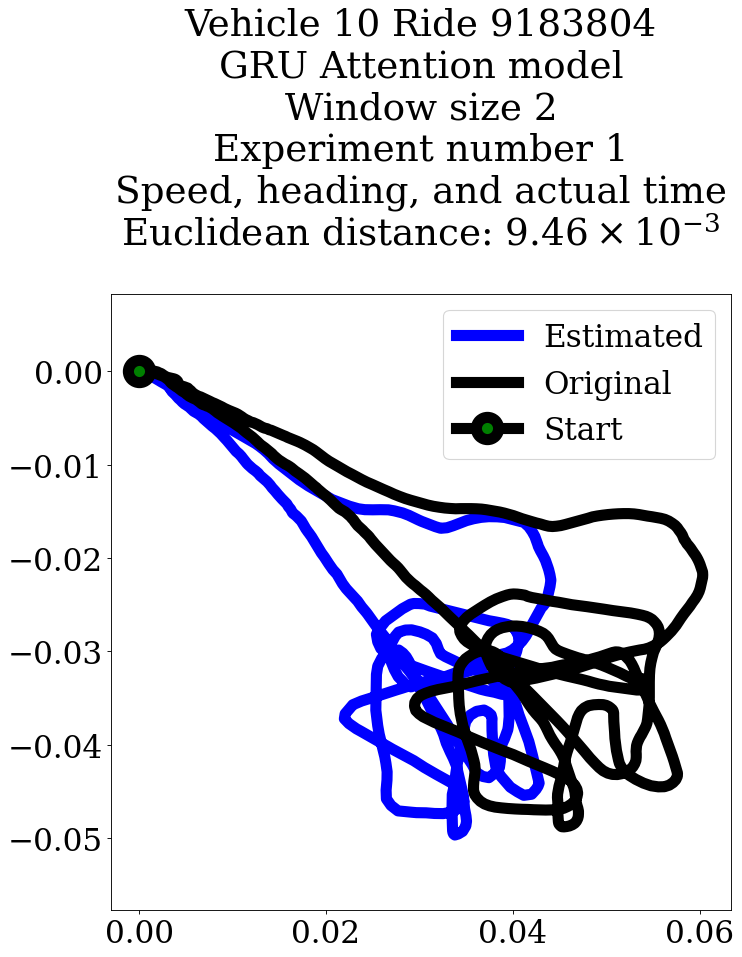 Vehicle 10 Ride 9183804
GRU Attention model
Window size 2
Experiment number 1
Speed, heading, and actual time
Euclidean distance: 9.46 × 10⁻³
Estimated
Original
Start
0.00
−0.01
−0.02
−0.03
−0.04
−0.05
0.00 0.02 0.04 0.06